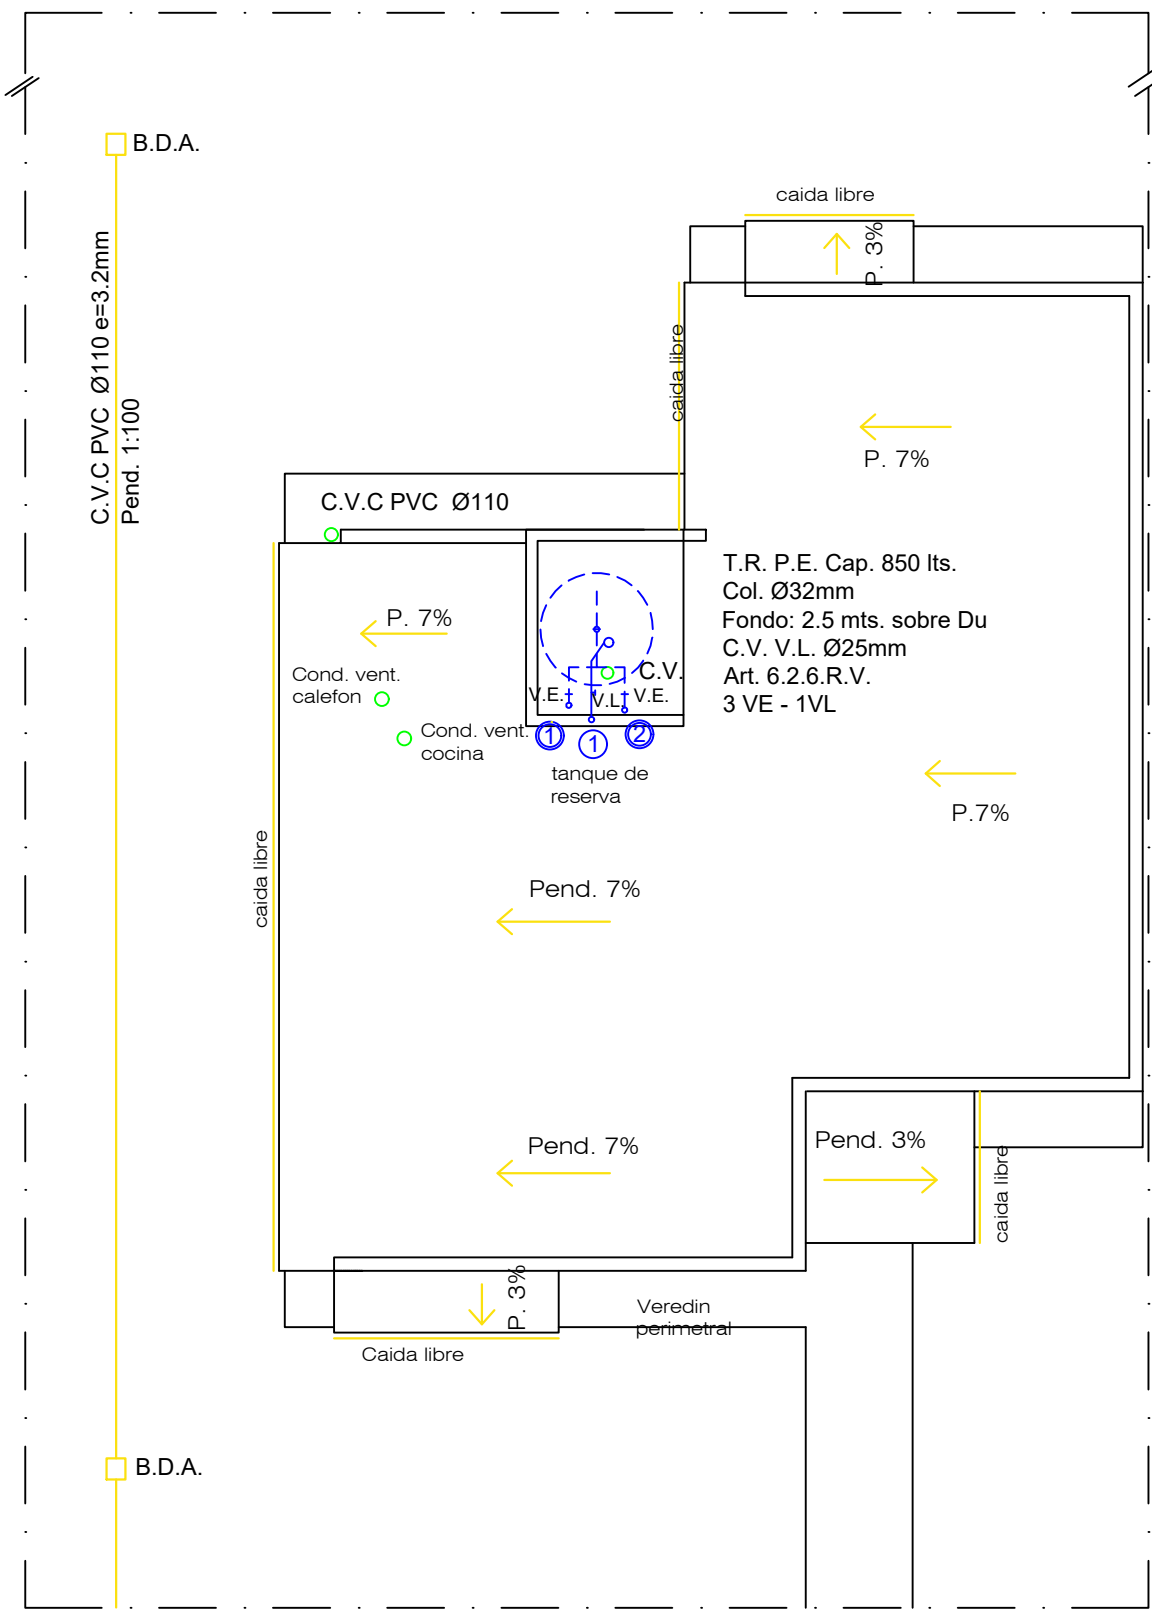 B.D.A.
caida libre
P. 3%
C.V.C PVC  Ø110 e=3.2mm
Pend. 1:100
caida libre
P. 7%
C.V.C PVC  Ø110
T.R. P.E. Cap. 850 lts.
Col. Ø32mm
Fondo: 2.5 mts. sobre Du
C.V. V.L. Ø25mm
Art. 6.2.6.R.V.
3 VE - 1VL
P. 7%
Cond. vent.
calefon
C.V.
V.E.
V.L.
V.E.
Cond. vent.
cocina
1
1
2
tanque de
reserva
P.7%
caida libre
Pend. 7%
Pend. 7%
Pend. 3%
caida libre
P. 3%
Veredin
perimetral
Caida libre
B.D.A.